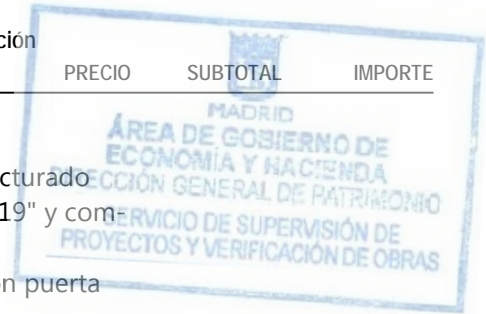 ción
PRECIO SUBTOTAL IMPORTE
MADRID
ÁREA DE GOBIERNO DE
ECONOMÍA Y HACIENDA
cturado
DIRECCIÓN GENERAL DE PATRIMONIO
19" y com-
SERVICIO DE SUPERVISIÓN DE
PROYECTOS Y VERIFICACIÓN DE OBRAS
n puerta